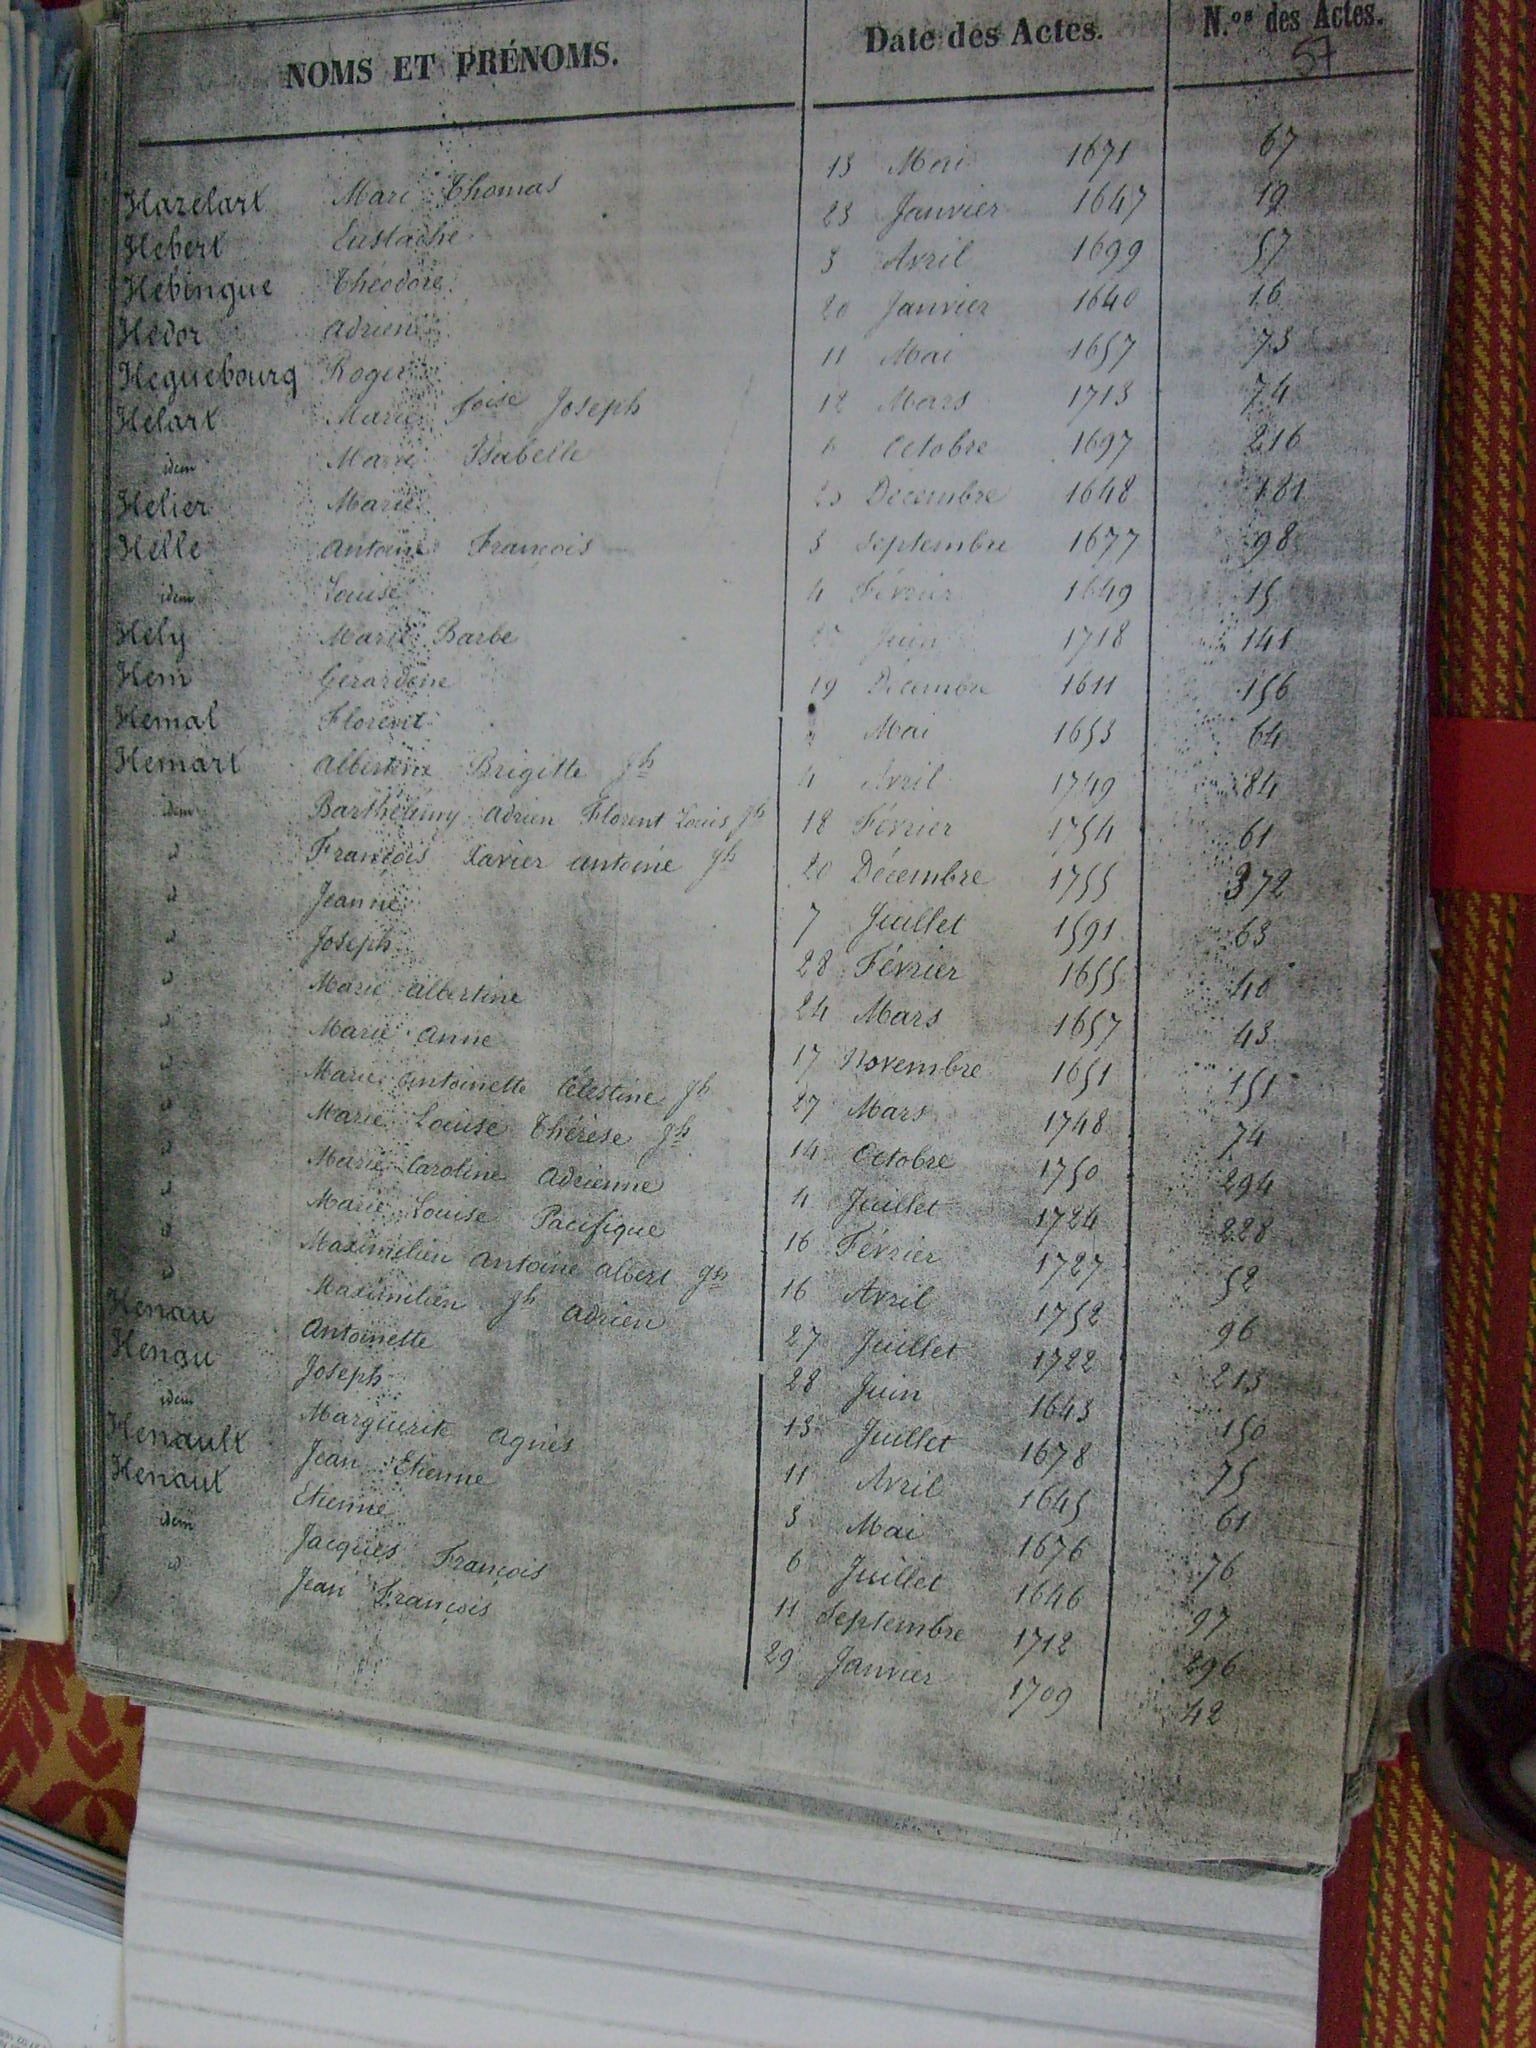 NOMS ET PRÉNOMS. Date des Actes. N.os des Actes.
57
Hazelart Marc Thomas 13 Mai 1671 67
Hebert Eustache 23 Janvier 1647 19
Hebingue Théodore 3 Avril 1699 57
Hedor Adrien 20 Janvier 1640 16
Heguebourg Roger 11 Mai 1657 73
Helart Marie foise Joseph 12 Mars 1713 74
idem Marie Isabelle Octobre 1697 216
Helier Marie Décembre 1648 181
Helle Antoine François 3 Septembre 1677 98
idem Louise 4 Février 1649 15
Hely Marie Barbe 27 Juin 1718 141
Hem Gérardine 19 Décembre 1611 156
Hemal Florent Mai 1653 64
Hemart Albertine Brigitte jh 4 Avril 1749 84
idem Barthélémy Adrien Florent Louis jh 18 Février 1754 61
d François Xavier Antoine jh 20 Décembre 1755 372
d Jeanne 7 Juillet 1591 63
d Joseph 28 Février 1655 40
d Marie Albertine 24 Mars 1657 43
d Marie Anne 17 Novembre 1651 151
d Marie Antoinette Célestine jh 27 Mars 1748 74
d Marie Louise Thérèse jh 14 Octobre 1750 294
d Marie Caroline Adrienne 4 Juillet 1724 228
d Marie Louise Pacifique 16 Février 1727 52
d Maximilien Antoine Albert jh 16 Avril 1752 96
d Maximilien jh Adrien 27 Juillet 1722 213
Henau Antoinette 28 Juin 1643 150
Henau Joseph 13 Juillet 1678 75
idem Marguerite Agnès 11 Avril 1645 61
Henault Jean Etienne 3 Mai 1676 76
Henaut Etienne 6 Juillet 1646 97
idem Jacques François 11 Septembre 1712 296
d Jean François 29 Janvier 1709 42